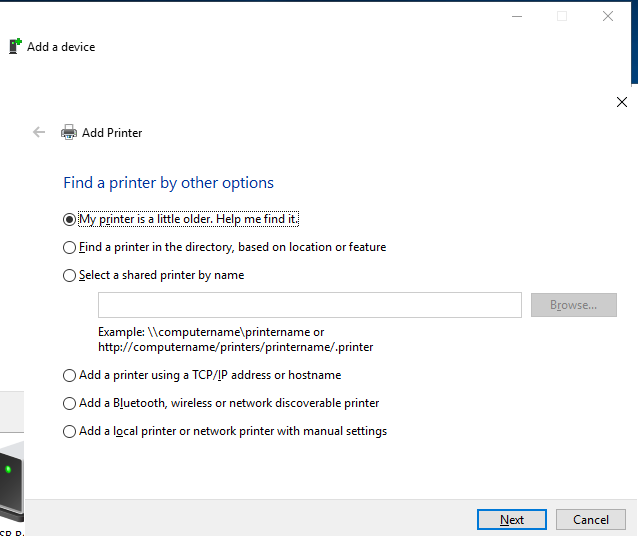 Add a device
Add Printer
Find a printer by other options
My printer is a little older. Help me find it.
Find a printer in the directory, based on location or feature
Select a shared printer by name
Browse...
Example: \\computername\printername or
http://computername/printers/printername/.printer
Add a printer using a TCP/IP address or hostname
Add a Bluetooth, wireless or network discoverable printer
Add a local printer or network printer with manual settings
Next
Cancel